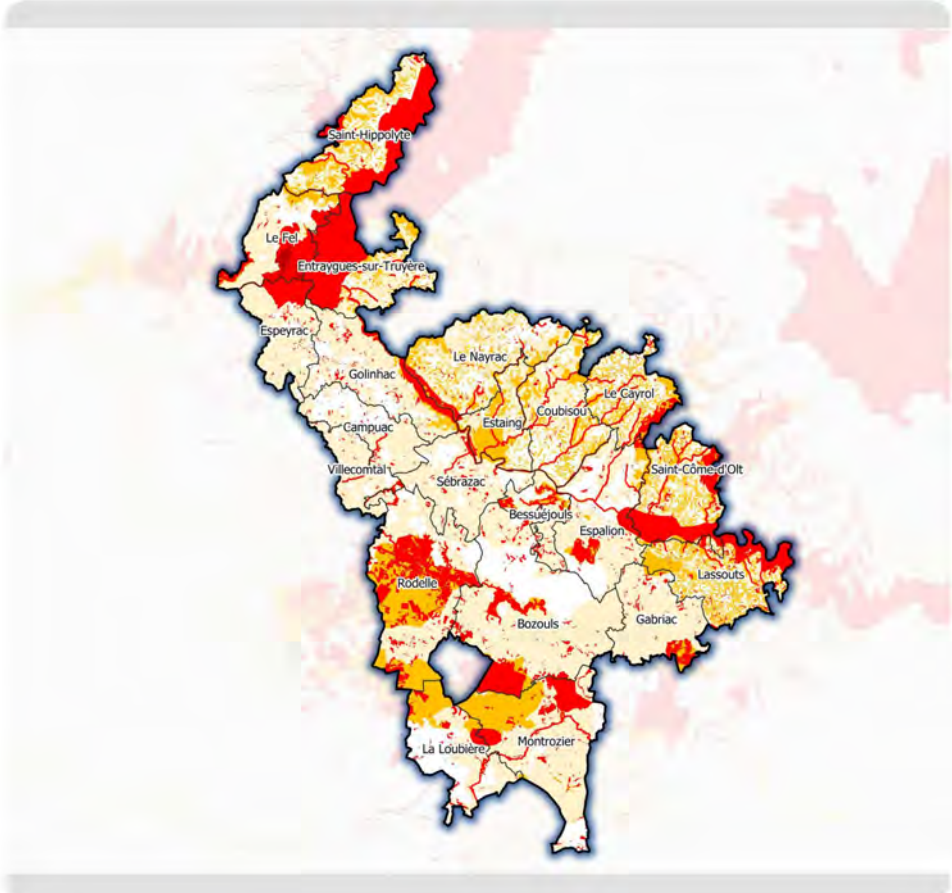 Saint-Hippolyte
Le Fel
Entraygues-sur-Truyère
Espeyrac
Le Nayrac
Golinhac
Le Cayrol
Coubisou
Estaing
Campuac
Villecomtal
Saint-Côme-d'Olt
Sébrazac
Bessuéjouls
Espalion
Lassouts
Rodelle
Gabriac
Bozouls
Montrozier
La Loubière